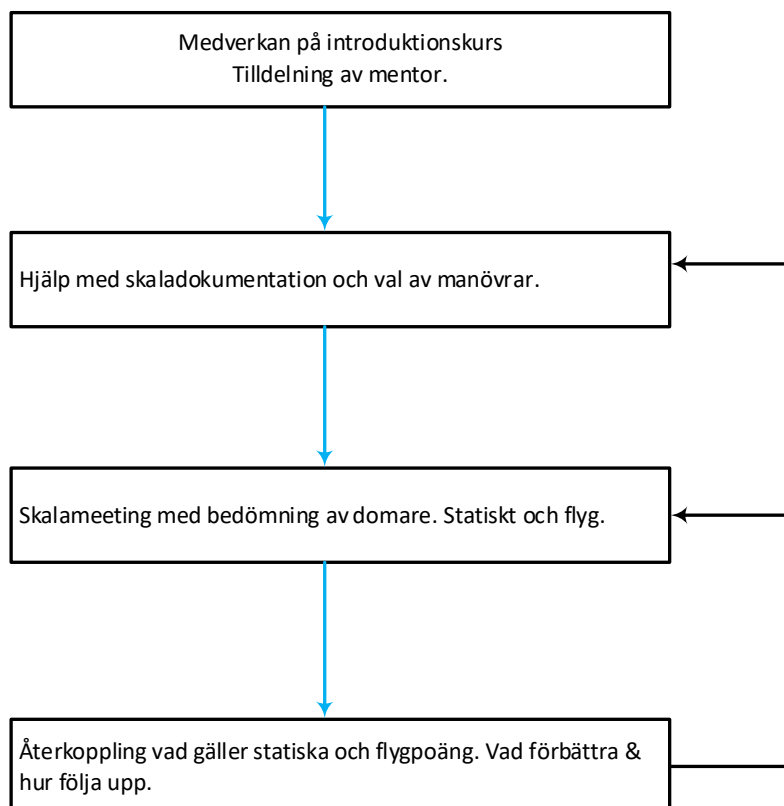 Medverkan på introduktionskurs
Tilldelning av mentor.
Hjälp med skaladokumentation och val av manövrar.
Skalameeting med bedömning av domare. Statiskt och flyg.
Återkoppling vad gäller statiska och flygpoäng. Vad förbättra &
hur följa upp.